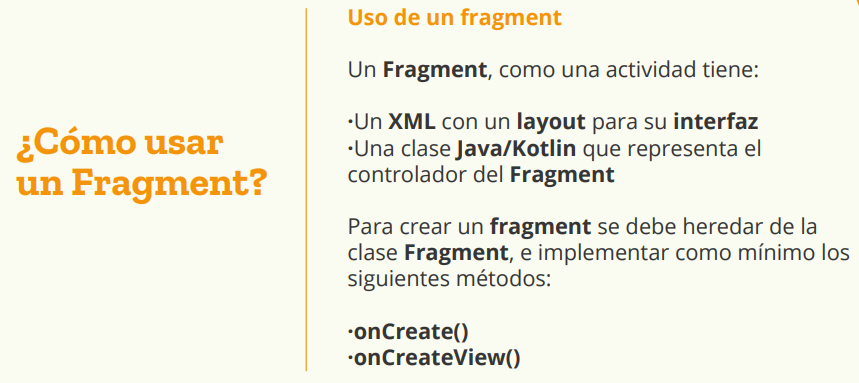 ¿Cómo usar
un Fragment?
Uso de un fragment
Un Fragment, como una actividad tiene:
·Un XML con un layout para su interfaz
·Una clase Java/Kotlin que representa el
controlador del Fragment
Para crear un fragment se debe heredar de la
clase Fragment, e implementar como mínimo los
siguientes métodos:
·onCreate()
·onCreateView()